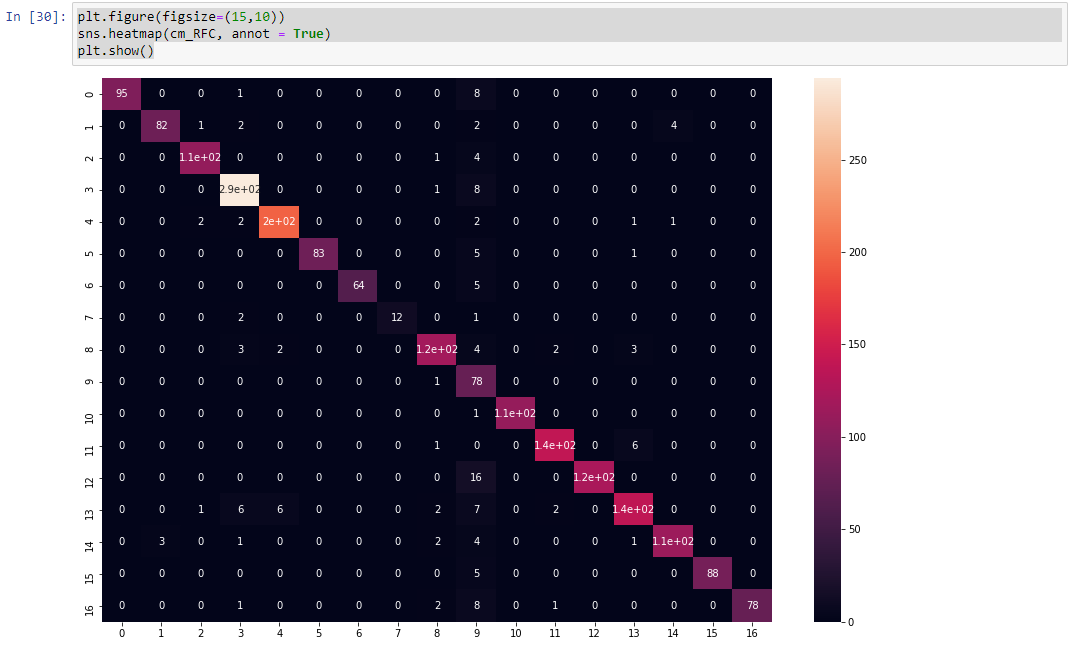 In [30]: plt.figure(figsize=(15,10))
sns.heatmap(cm_RFC, annot = True)
plt.show()
0 95 0 0 1 0 0 0 0 0 8 0 0 0 0 0 0 0
1 0 82 1 2 0 0 0 0 0 2 0 0 0 0 4 0 0
2 0 0 1.1e+02 0 0 0 0 0 1 4 0 0 0 0 0 0 0
250
3 0 0 0 2.9e+02 0 0 0 0 1 8 0 0 0 0 0 0 0
4 0 0 2 2 2e+02 0 0 0 0 2 0 0 0 1 1 0 0
200
5 0 0 0 0 0 83 0 0 0 5 0 0 0 1 0 0 0
6 0 0 0 0 0 0 64 0 0 5 0 0 0 0 0 0 0
7 0 0 0 2 0 0 0 12 0 1 0 0 0 0 0 0 0
150
8 0 0 0 3 2 0 0 0 1.2e+02 4 0 2 0 3 0 0 0
9 0 0 0 0 0 0 0 0 1 78 0 0 0 0 0 0 0
10 0 0 0 0 0 0 0 0 0 1 1.1e+02 0 0 0 0 0 0
100
11 0 0 0 0 0 0 0 0 1 0 0 1.4e+02 0 6 0 0 0
12 0 0 0 0 0 0 0 0 0 16 0 0 1.2e+02 0 0 0 0
13 0 0 1 6 6 0 0 0 2 7 0 2 0 1.4e+02 0 0 0
50
14 0 3 0 1 0 0 0 0 2 4 0 0 0 1 1.1e+02 0 0
15 0 0 0 0 0 0 0 0 0 5 0 0 0 0 0 88 0
16 0 0 0 1 0 0 0 0 2 8 0 1 0 0 0 0 78
0
0 1 2 3 4 5 6 7 8 9 10 11 12 13 14 15 16